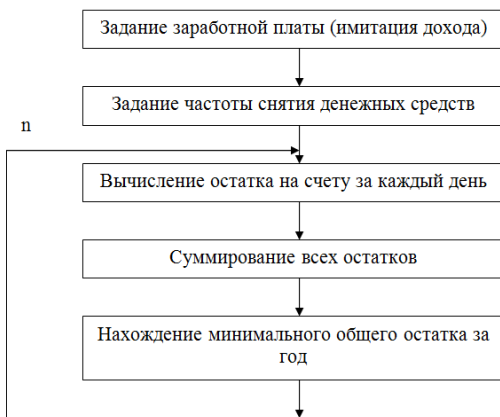 Задание заработной платы (имитация дохода)
Задание частоты снятия денежных средств
n
Вычисление остатка на счету за каждый день
Суммирование всех остатков
Нахождение минимального общего остатка за
год